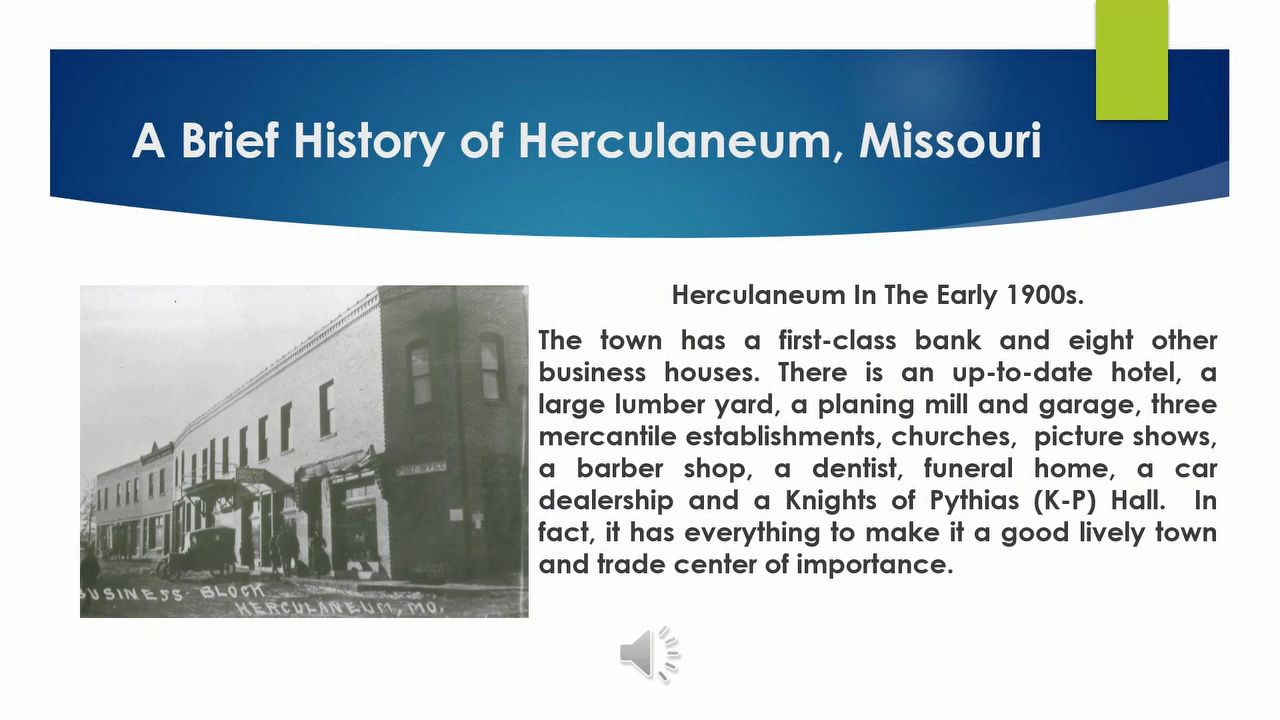 A Brief History of Herculaneum, Missouri
Herculaneum In The Early 1900s.
The town has a first-class bank and eight other
business houses. There is an up-to-date hotel, a
large lumber yard, a planing mill and garage, three
mercantile establishments, churches, picture shows,
a barber shop, a dentist, funeral home, a car
dealership and a Knights of Pythias (K-P) Hall. In
fact, it has everything to make it a good lively town
and trade center of importance.
POST-OFFICE
BUSINESS BLOCK
HERCULANEUM, MO.